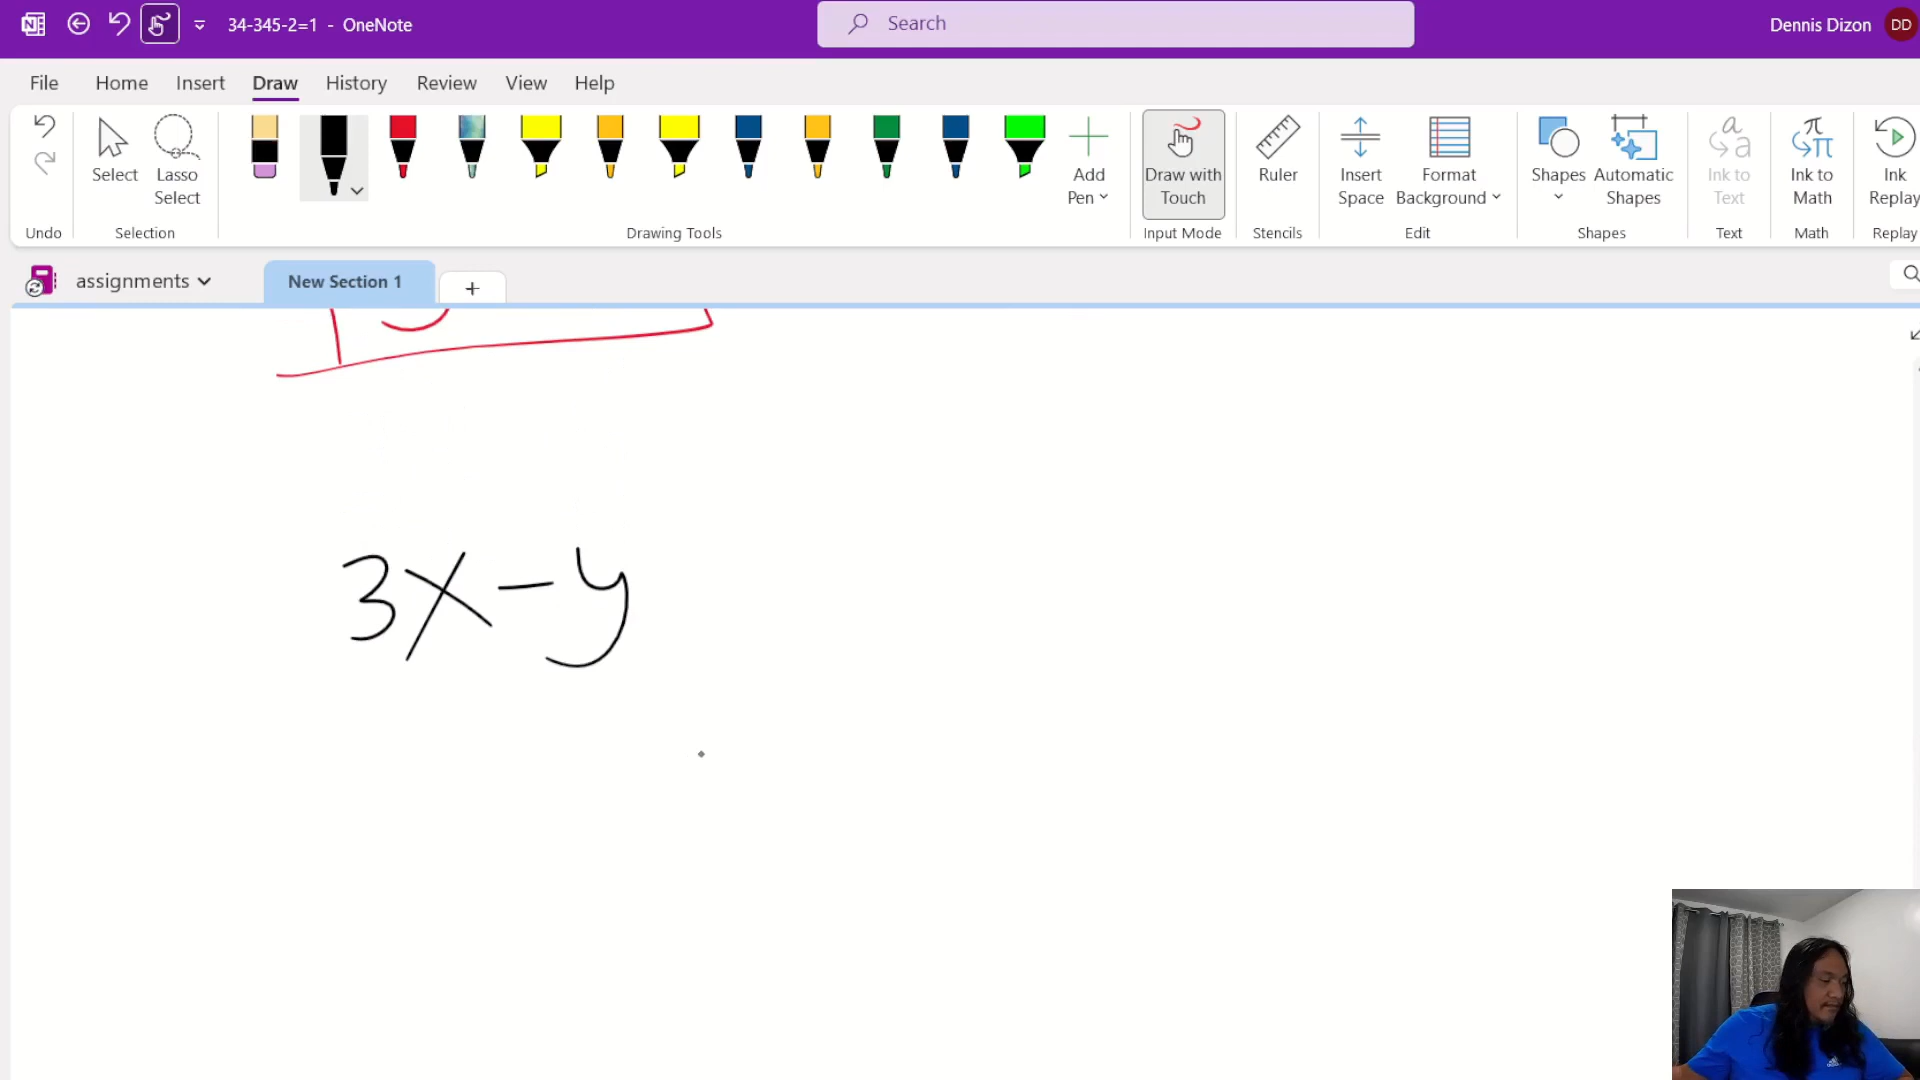 34-345-2=1 - OneNote
Search
Dennis Dizon
DD
File
Home
Insert
Draw
History
Review
View
Help
Select
Lasso Select
Add Pen
Draw with Touch
Ruler
Insert Space
Format Background
Shapes
Automatic Shapes
Ink to Text
Ink to Math
Ink Replay
Undo
Selection
Drawing Tools
Input Mode
Stencils
Edit
Shapes
Text
Math
Replay
assignments
New Section 1
+
3x-y